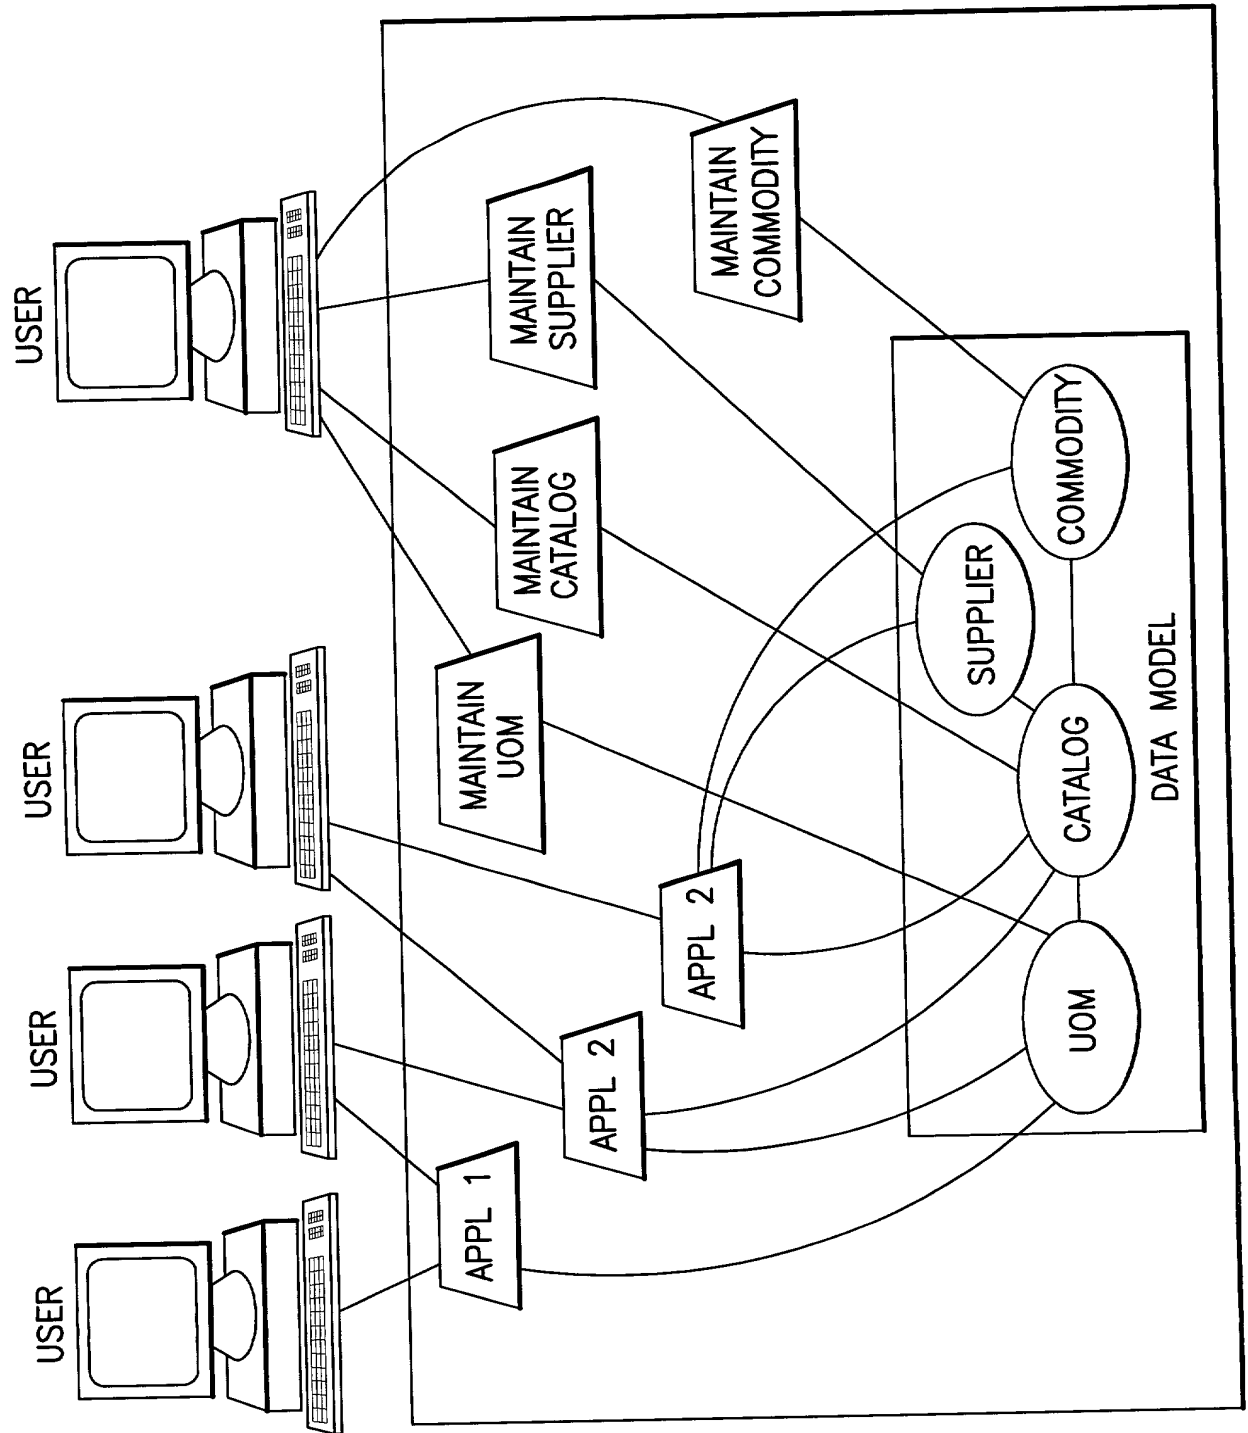 USER
USER
USER
USER
APPL 1
APPL 2
APPL 2
MAINTAIN
UOM
MAINTAIN
CATALOG
MAINTAIN
SUPPLIER
MAINTAIN
COMMODITY
UOM
CATALOG
SUPPLIER
COMMODITY
DATA MODEL